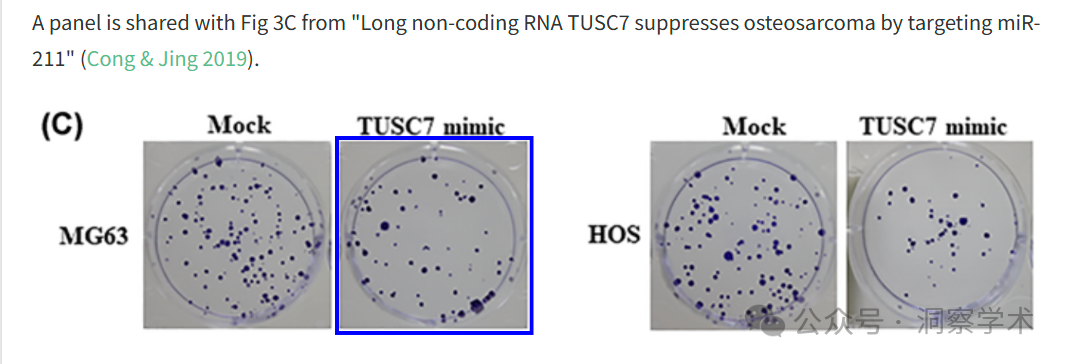 A panel is shared with Fig 3C from "Long non-coding RNA TUSC7 suppresses osteosarcoma by targeting miR-
211" (Cong & Jing 2019).
(C)
Mock TUSC7 mimic Mock TUSC7 mimic
MG63 HOS
公众号 · 洞察学术